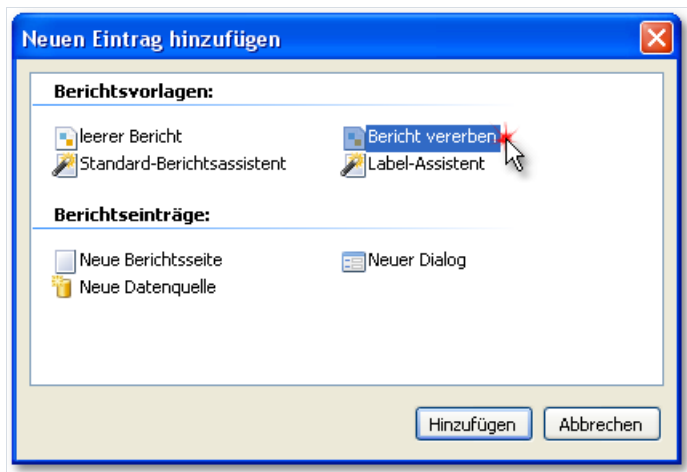 Neuen Eintrag hinzufügen
Berichtsvorlagen:
leerer Bericht
Bericht vererben
Standard-Berichtsassistent
Label-Assistent
Berichtseinträge:
Neue Berichtsseite
Neuer Dialog
Neue Datenquelle
Hinzufügen
Abbrechen